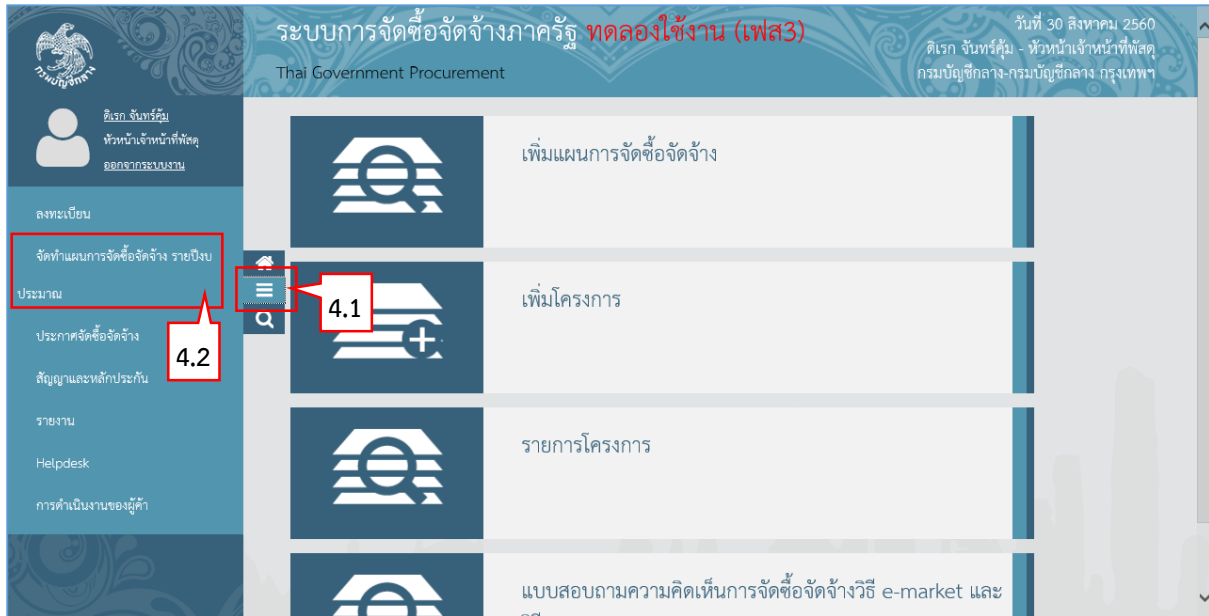 ระบบการจัดซื้อจัดจ้างภาครัฐ ทดลองใช้งาน (เฟส3)
Thai Government Procurement
วันที่ 30 สิงหาคม 2560
ดิเรก จันทร์คุ้ม - หัวหน้าเจ้าหน้าที่พัสดุ
กรมบัญชีกลาง-กรมบัญชีกลาง กรุงเทพฯ
กรมบัญชีกลาง
ดิเรก จันทร์คุ้ม
หัวหน้าเจ้าหน้าที่พัสดุ
ออกจากระบบงาน
ลงทะเบียน
จัดทำแผนการจัดซื้อจัดจ้าง รายปีงบ
ประมาณ
ประกาศจัดซื้อจัดจ้าง
สัญญาและหลักประกัน
รายงาน
Helpdesk
การดำเนินงานของผู้ค้า
4.2
4.1
เพิ่มแผนการจัดซื้อจัดจ้าง
เพิ่มโครงการ
รายการโครงการ
แบบสอบถามความคิดเห็นการจัดซื้อจัดจ้างวิธี e-market และ